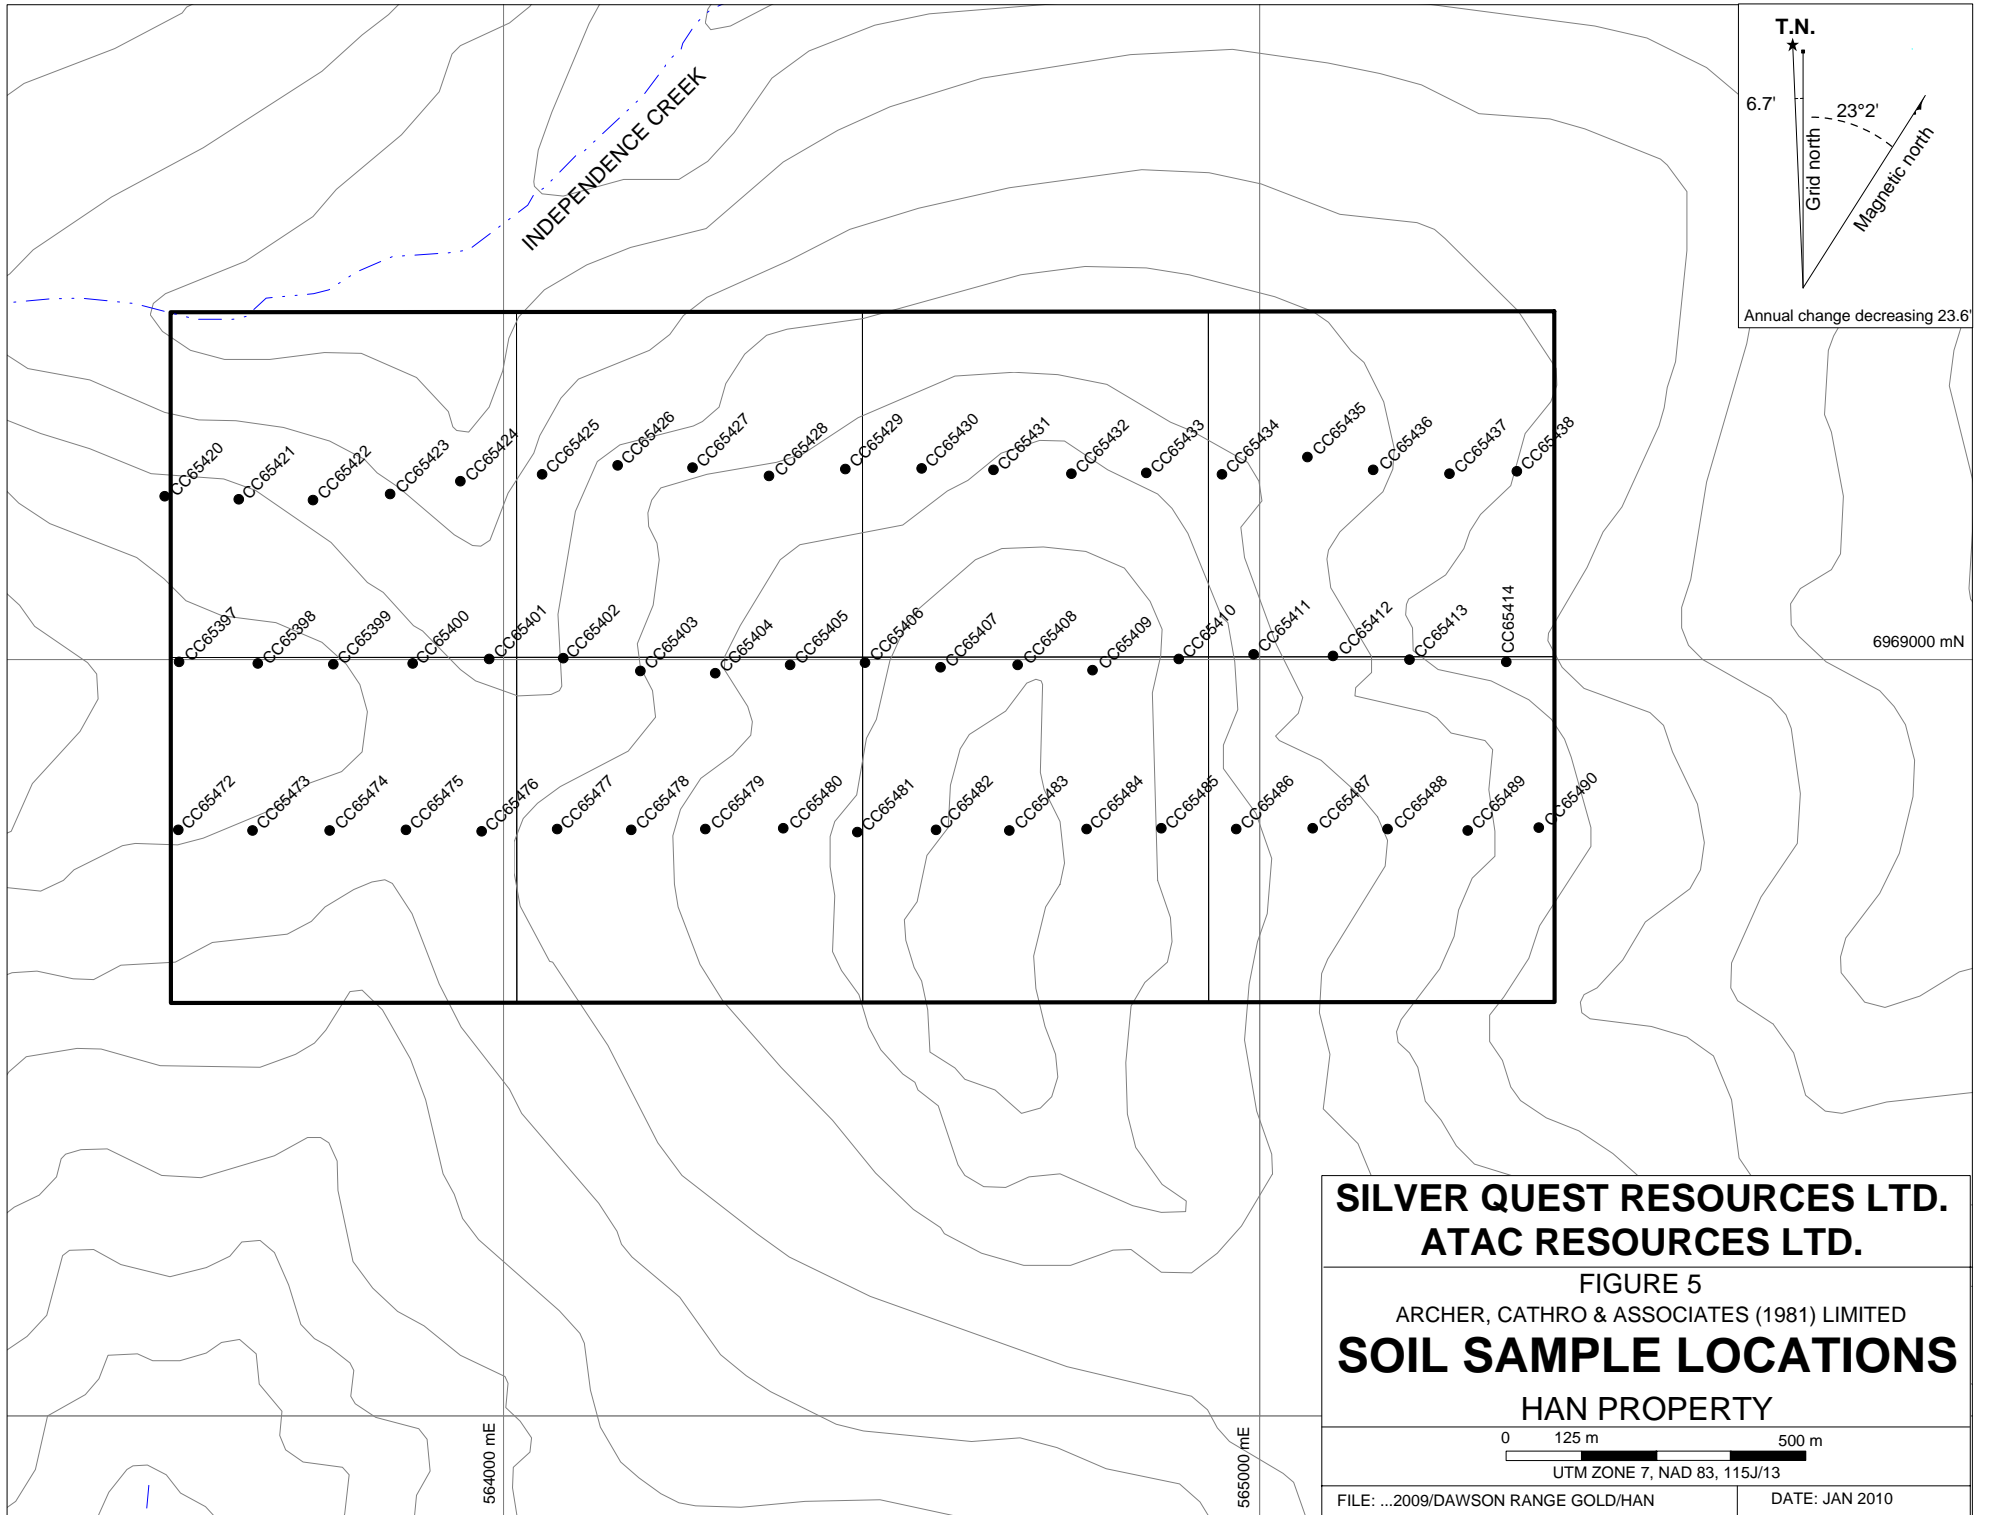 T.N.
6.7'
23°2'
Grid north
Magnetic north
Annual change decreasing 23.6'
INDEPENDENCE CREEK
CC65420
CC65421
CC65422
CC65423
CC65424
CC65425
CC65426
CC65427
CC65428
CC65429
CC65430
CC65431
CC65432
CC65433
CC65434
CC65435
CC65436
CC65437
CC65438
CC65397
CC65398
CC65399
CC65400
CC65401
CC65402
CC65403
CC65404
CC65405
CC65406
CC65407
CC65408
CC65409
CC65410
CC65411
CC65412
CC65413
CC65414
6969000 mN
CC65472
CC65473
CC65474
CC65475
CC65476
CC65477
CC65478
CC65479
CC65480
CC65481
CC65482
CC65483
CC65484
CC65485
CC65486
CC65487
CC65488
CC65489
CC65490
564000 mE
565000 mE
SILVER QUEST RESOURCES LTD.
ATAC RESOURCES LTD.
FIGURE 5
ARCHER, CATHRO & ASSOCIATES (1981) LIMITED
SOIL SAMPLE LOCATIONS
HAN PROPERTY
0 125 m 500 m
UTM ZONE 7, NAD 83, 115J/13
FILE: ...2009/DAWSON RANGE GOLD/HAN
DATE: JAN 2010